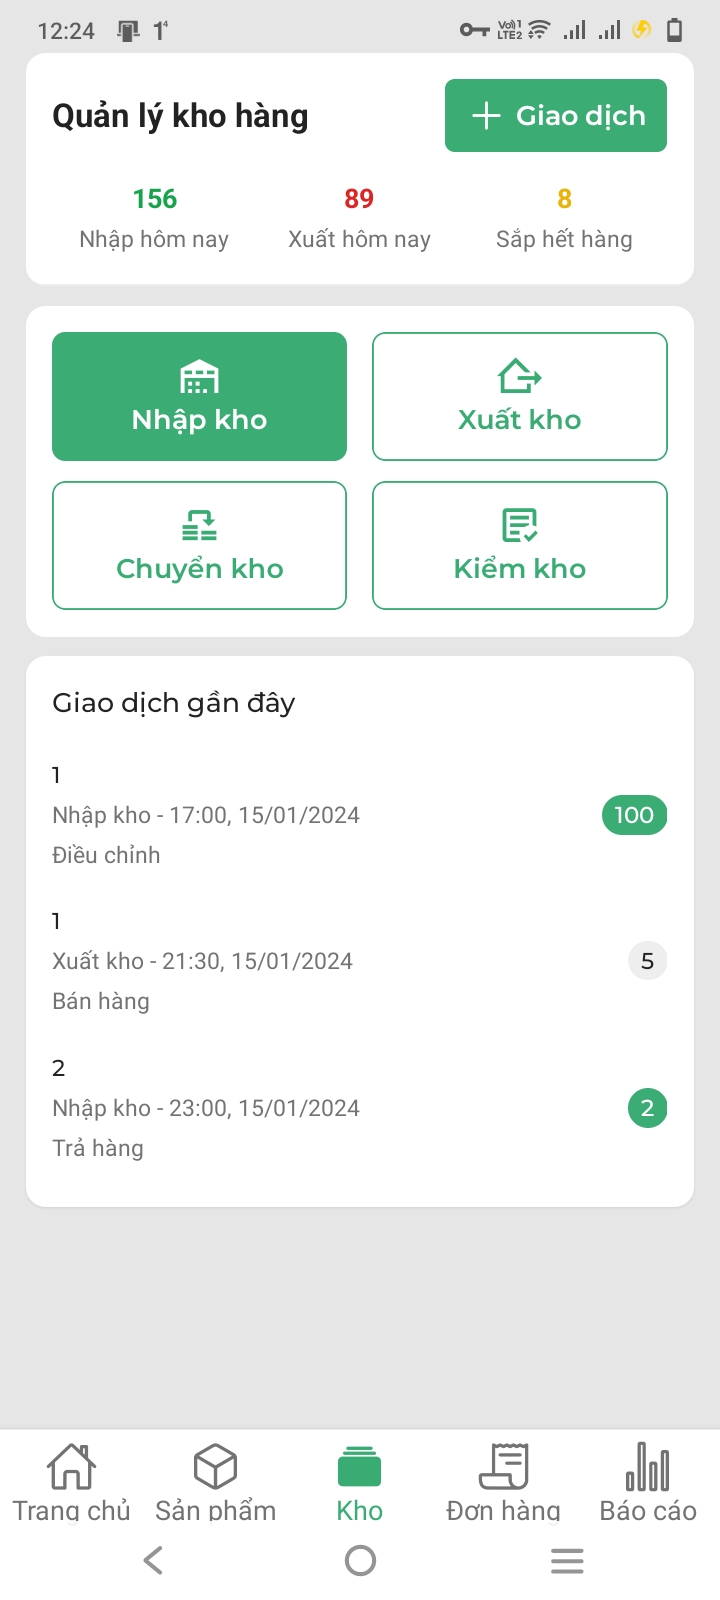 12:24
Vo)) 1
LTE2
Quản lý kho hàng
Giao dịch
156
89
8
Nhập hôm nay
Xuất hôm nay
Sắp hết hàng
Nhập kho
Xuất kho
Chuyển kho
Kiểm kho
Giao dịch gần đây
1
Nhập kho - 17:00, 15/01/2024
100
Điều chỉnh
1
Xuất kho - 21:30, 15/01/2024
5
Bán hàng
2
Nhập kho - 23:00, 15/01/2024
2
Trả hàng
Trang chủ
Sản phẩm
Kho
Đơn hàng
Báo cáo